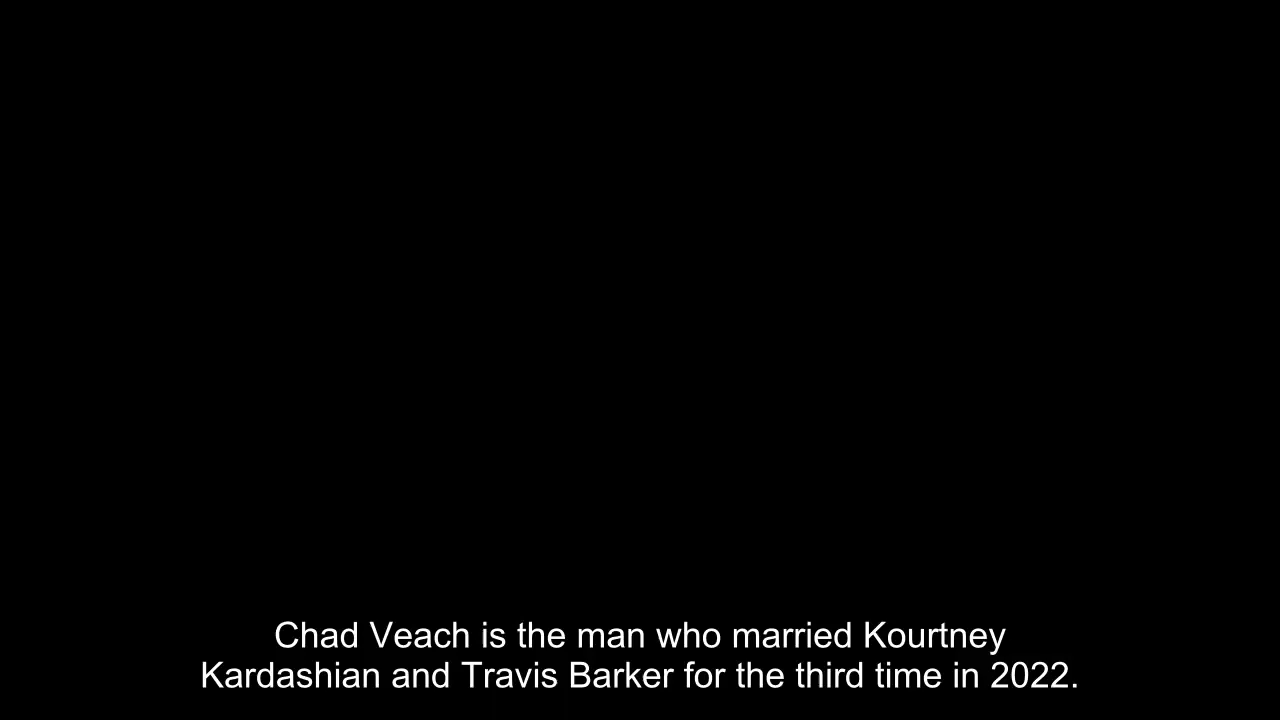 Chad Veach is the man who married Kourtney
Kardashian and Travis Barker for the third time in 2022.